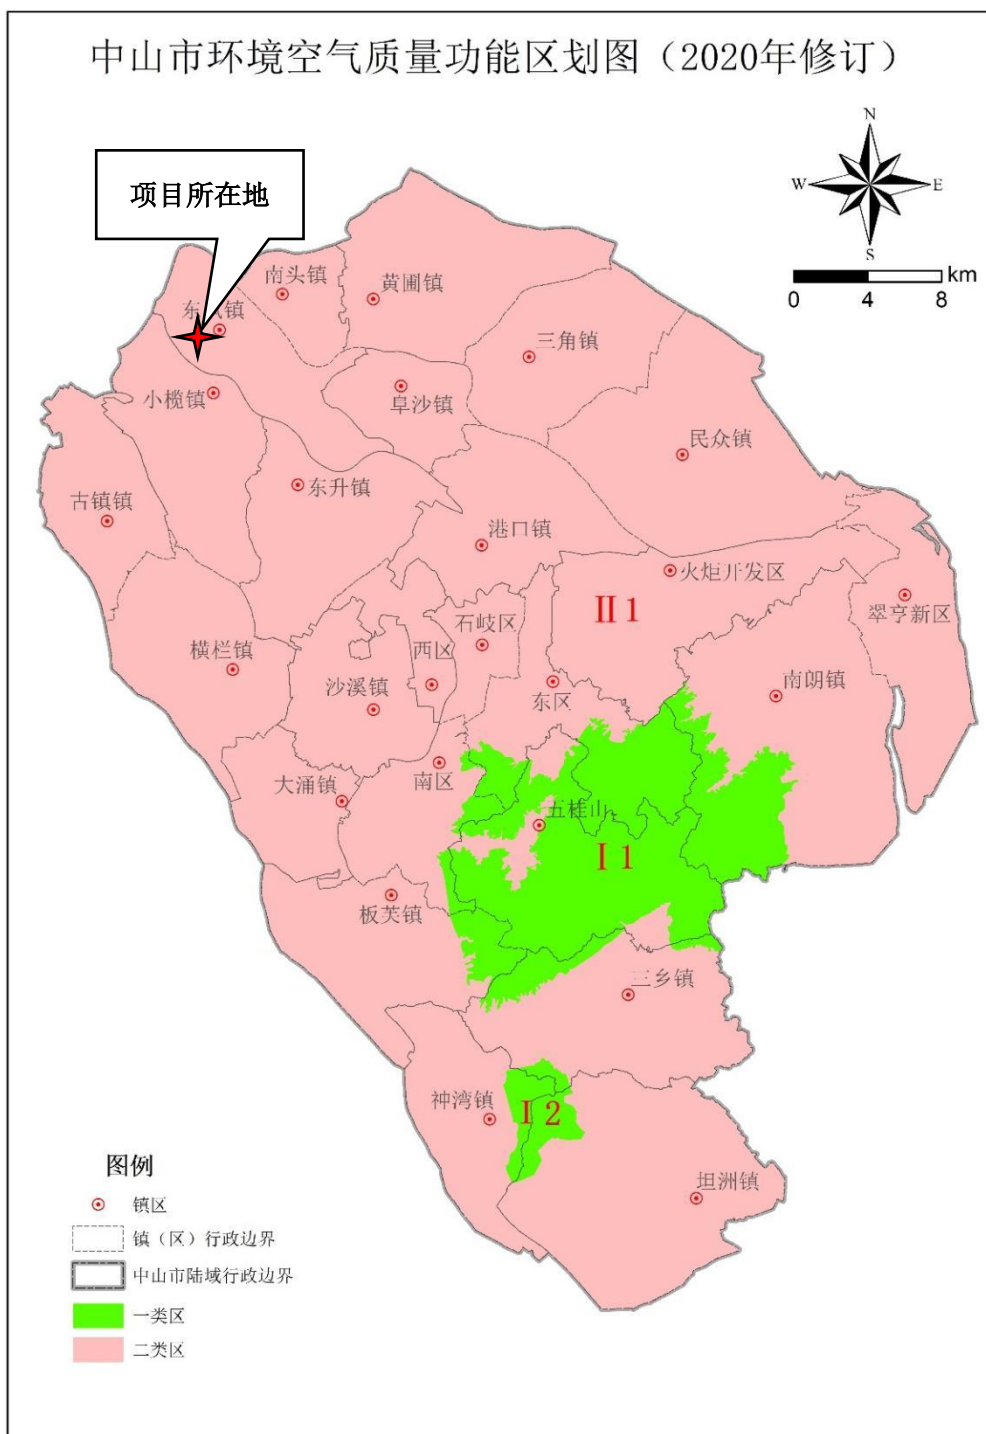 中山市环境空气质量功能区划图（2020年修订）
N
W
E
S
km
0 4 8
项目所在地
南头镇
黄圃镇
东 镇
三角镇
小榄镇
阜沙镇
民众镇
古镇镇
东升镇
港口镇
火炬开发区
翠亨新区
Ⅱ1
石岐区
横栏镇
西区
沙溪镇
东区
南朗镇
南区
大涌镇
五桂山
Ⅰ1
板芙镇
三乡镇
神湾镇
Ⅰ2
坦洲镇
图例
镇区
镇（区）行政边界
中山市陆域行政边界
一类区
二类区